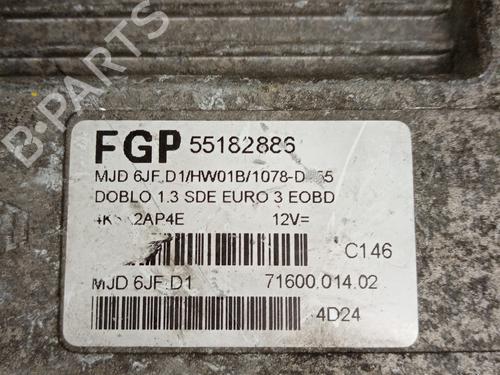 FGP 55182886
MJD 6JF.D1/HW01B/1078-D
DOBLO 1.3 SDE EURO 3 EOBD
12V=
C146
MJD 6JF.D1 71600.014.02
4D24
B-PARTS